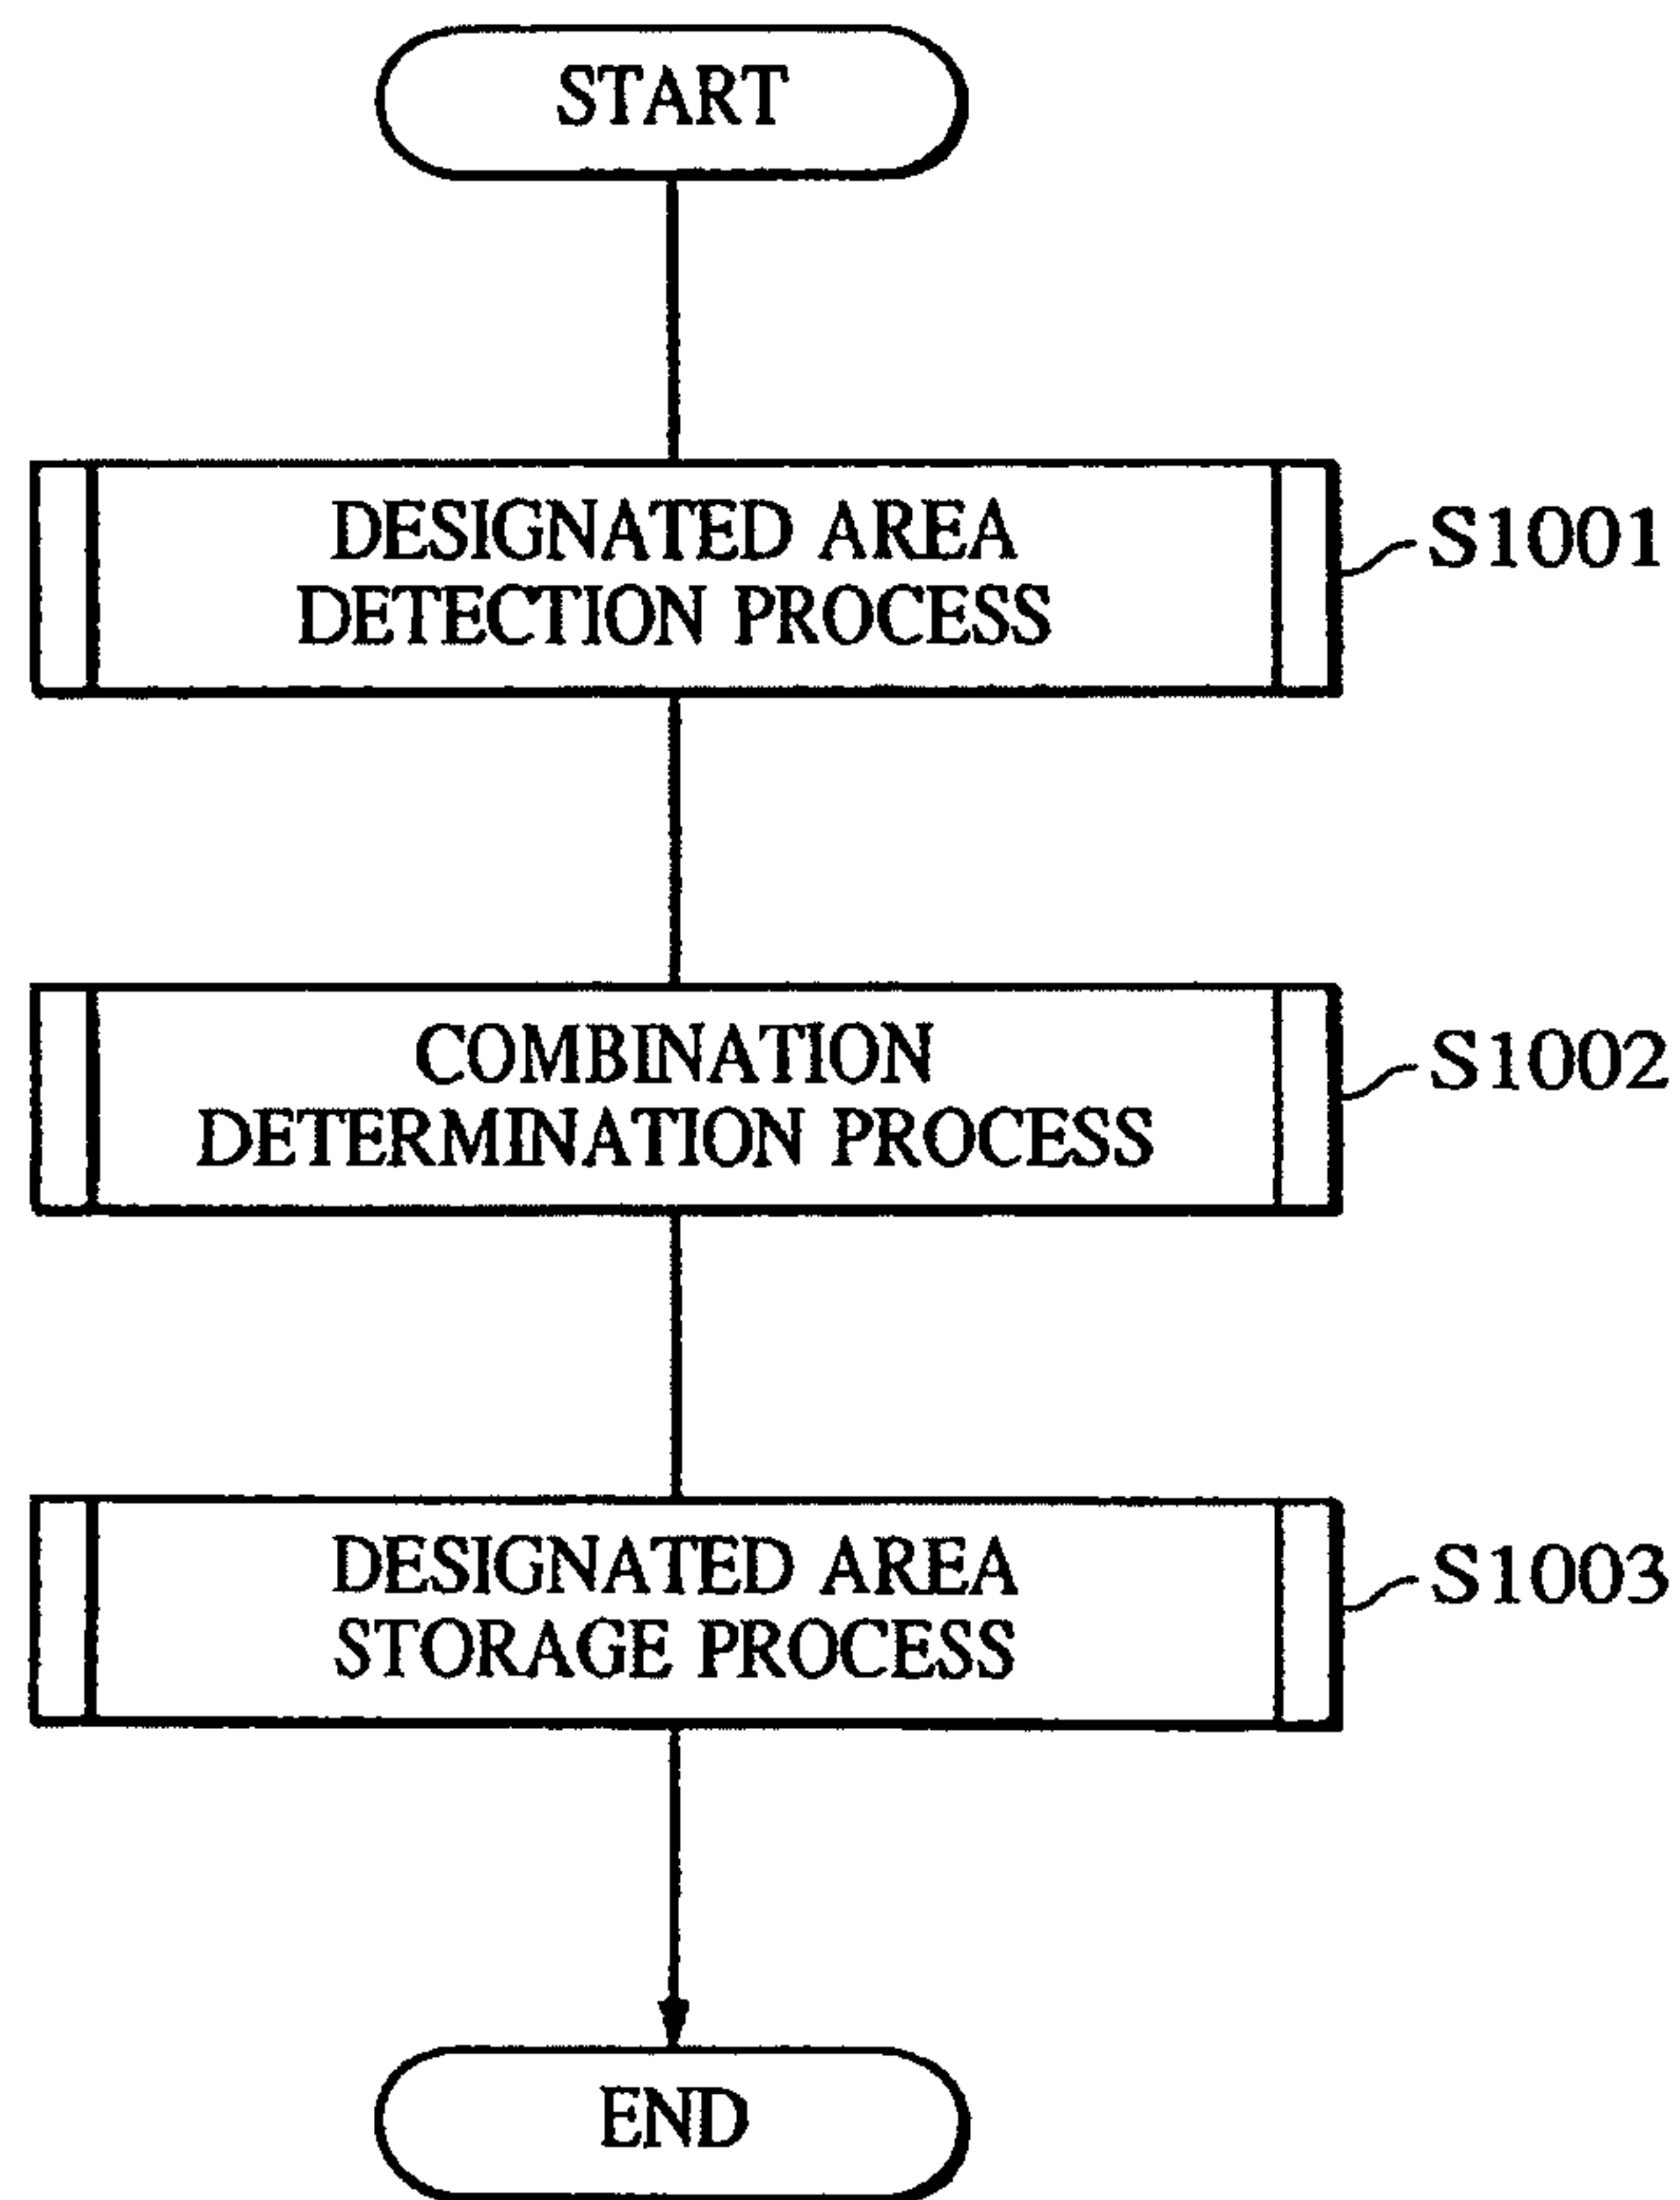 START
DESIGNATED AREA
DETECTION PROCESS
S1001
COMBINATION
DETERMINATION PROCESS
S1002
DESIGNATED AREA
STORAGE PROCESS
S1003
END